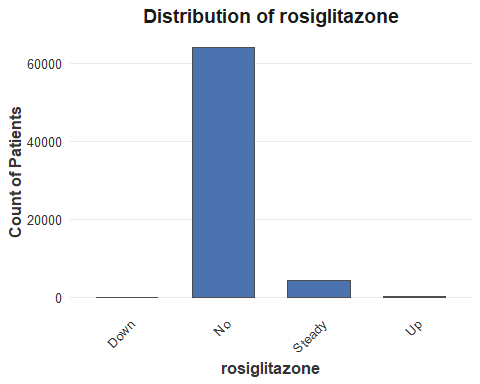 Distribution of rosiglitazone
Count of Patients
60000
40000
20000
0
Down
No
Steady
Up
rosiglitazone